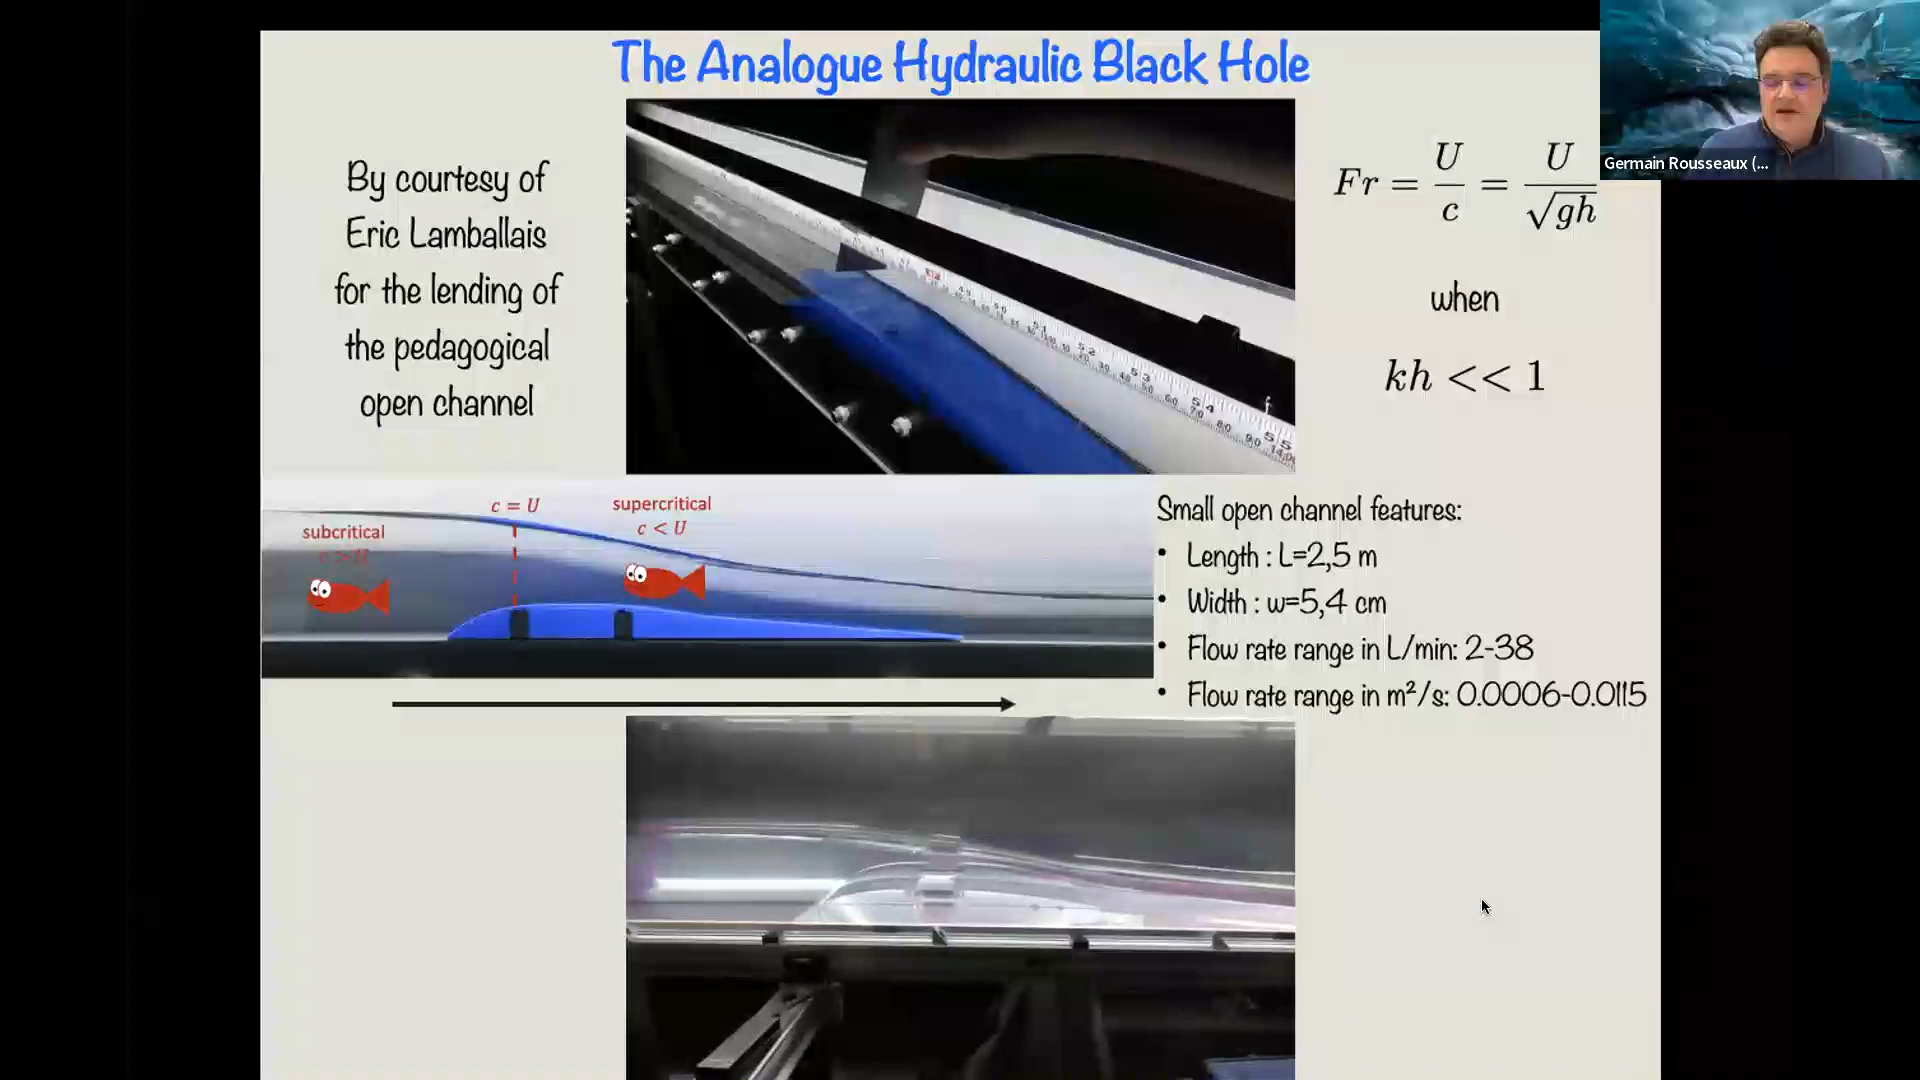 The Analogue Hydraulic Black Hole
By courtesy of
Eric Lamballais
for the lending of
the pedagogical
open channel
Fr = U/c = U/√gh
when
kh << 1
Germain Rousseaux (...
c = U
supercritical
c < U
subcritical
c > U
Small open channel features:
• Length : L=2,5 m
• Width : w=5,4 cm
• Flow rate range in L/min: 2-38
• Flow rate range in m²/s: 0.0006-0.0115